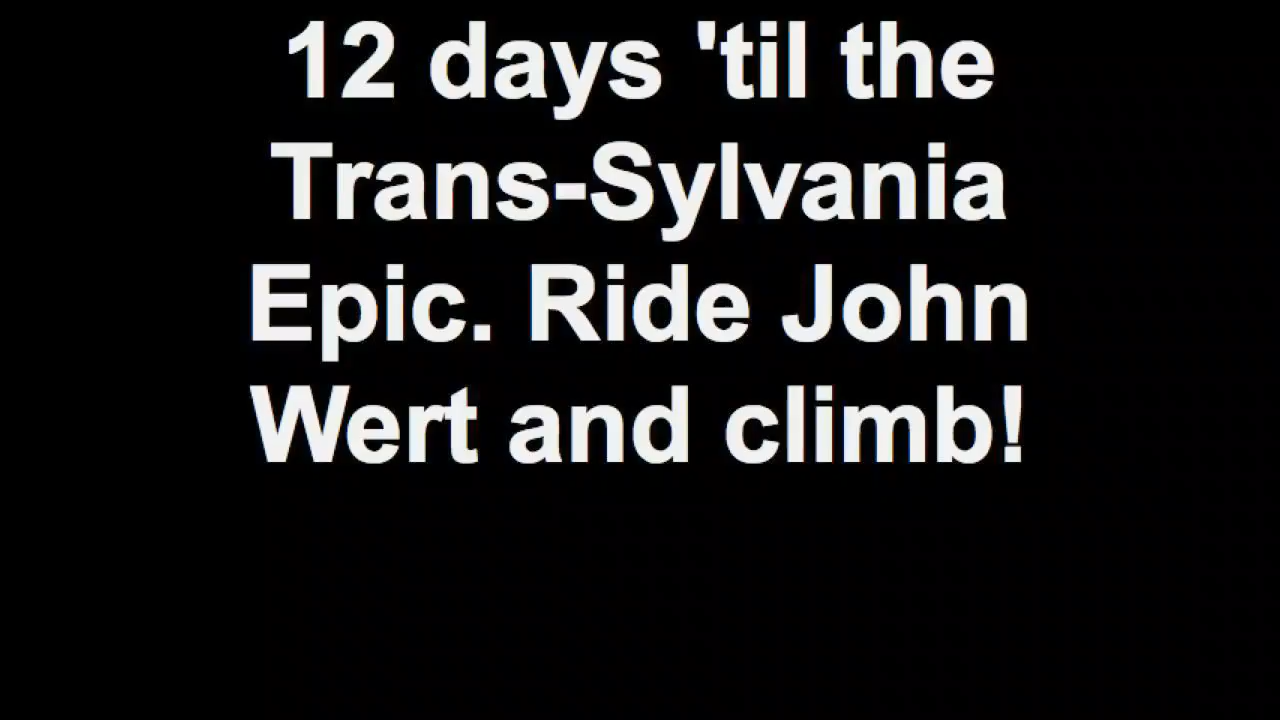 12 days 'til the
Trans-Sylvania
Epic. Ride John
Wert and climb!